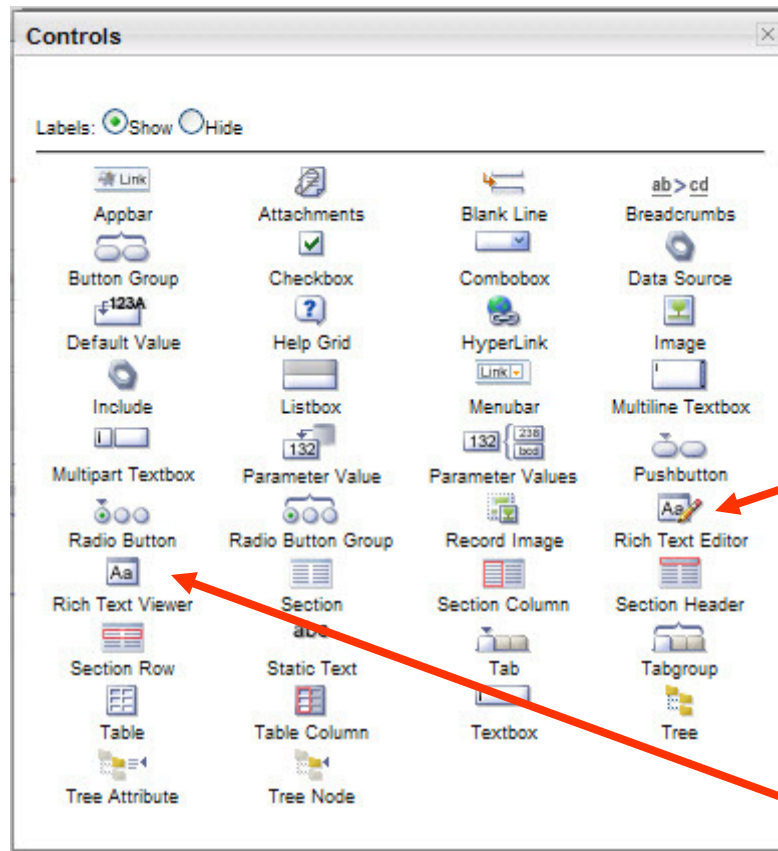 Controls
Labels: Show Hide
Link
ab>cd
Appbar Attachments Blank Line Breadcrumbs
Button Group Checkbox Combobox Data Source
123A
?
Default Value Help Grid HyperLink Image
Link
Include Listbox Menubar Multiline Textbox
132
132 238
bcd
Multipart Textbox Parameter Value Parameter Values Pushbutton
Aa
Radio Button Radio Button Group Record Image Rich Text Editor
Aa
Rich Text Viewer Section Section Column Section Header
abc
Section Row Static Text Tab Tabgroup
Table Table Column Textbox Tree
Tree Attribute Tree Node